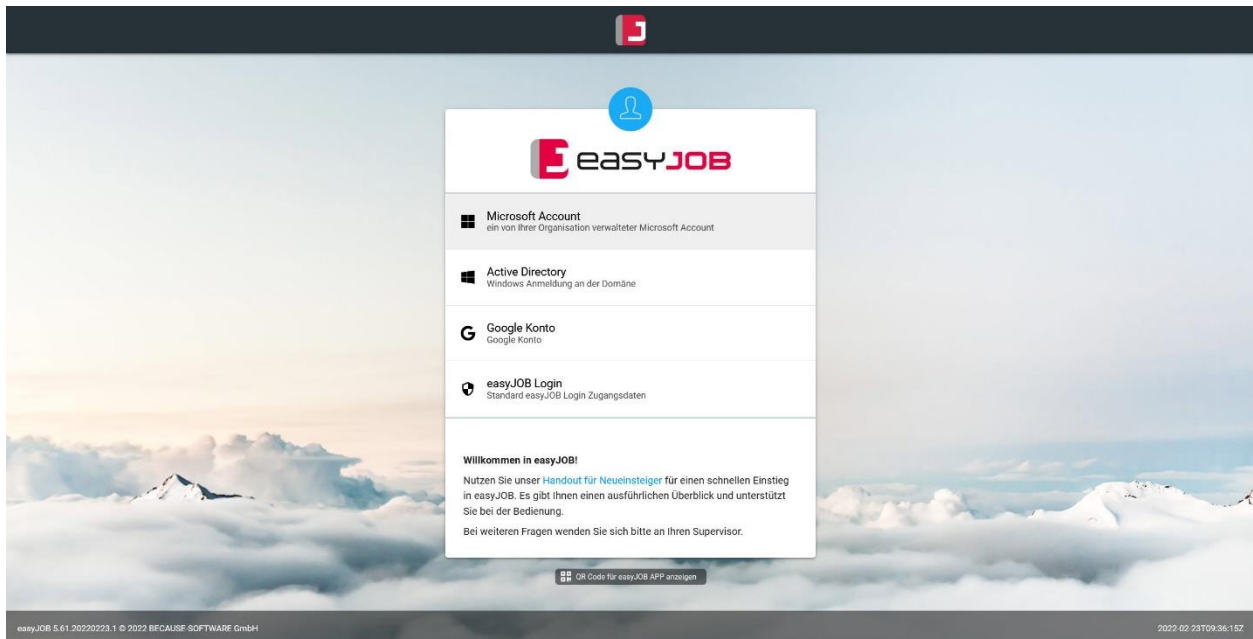 easyJOB
Microsoft Account
ein von Ihrer Organisation verwalteter Microsoft Account
Active Directory
Windows Anmeldung an der Domäne
Google Konto
Google Konto
easyJOB Login
Standard easyJOB Login Zugangsdaten
Willkommen in easyJOB!
Nutzen Sie unser Handout für Neueinsteiger für einen schnellen Einstieg
in easyJOB. Es gibt Ihnen einen ausführlichen Überblick und unterstützt
Sie bei der Bedienung.
Bei weiteren Fragen wenden Sie sich bitte an Ihren Supervisor.
QR Code für easyJOB APP anzeigen
easyJOB 5.61.20220223.1 © 2022 BECAUSE-SOFTWARE GmbH
2022-02-23T09:36:15Z